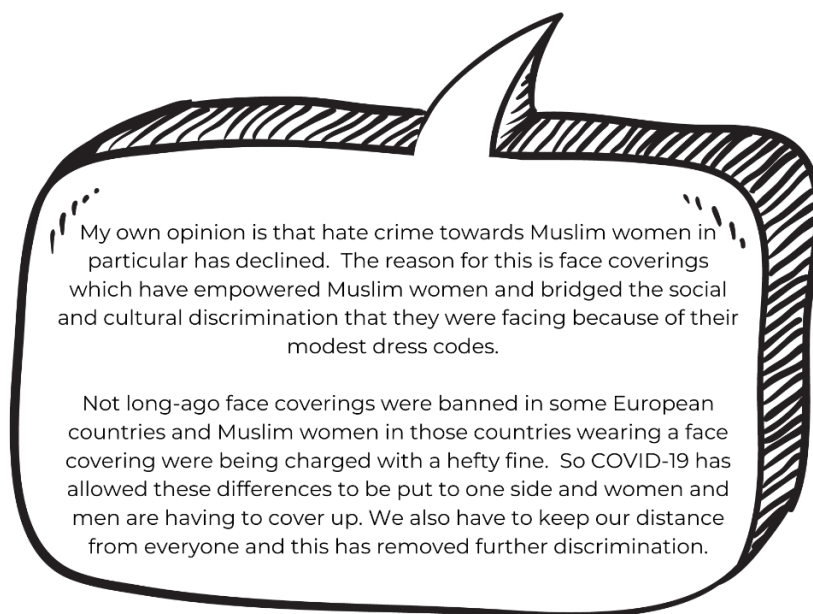 My own opinion is that hate crime towards Muslim women in
particular has declined.  The reason for this is face coverings
which have empowered Muslim women and bridged the social
and cultural discrimination that they were facing because of their
modest dress codes.
Not long-ago face coverings were banned in some European
countries and Muslim women in those countries wearing a face
covering were being charged with a hefty fine.  So COVID-19 has
allowed these differences to be put to one side and women and
men are having to cover up. We also have to keep our distance
from everyone and this has removed further discrimination.